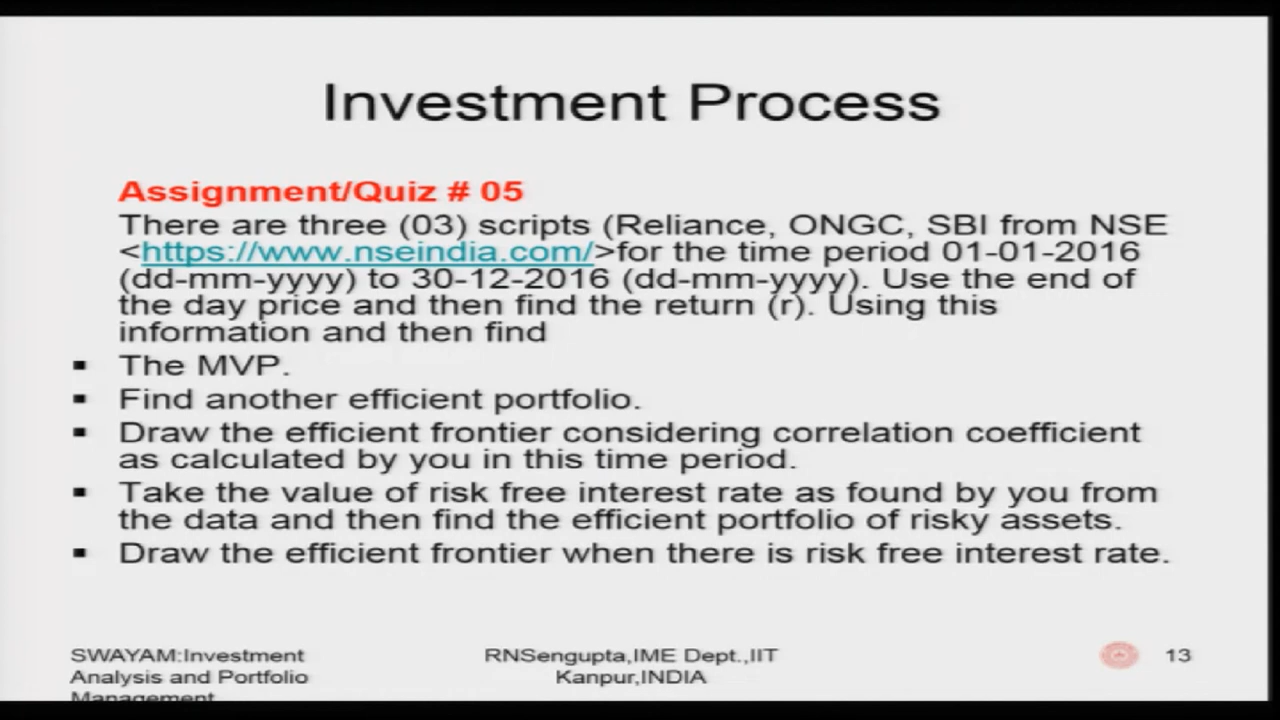 Investment Process
Assignment/Quiz # 05
There are three (03) scripts (Reliance, ONGC, SBI from NSE
<https://www.nseindia.com/>for the time period 01-01-2016
(dd-mm-yyyy) to 30-12-2016 (dd-mm-yyyy). Use the end of
the day price and then find the return (r). Using this
information and then find
▪ The MVP.
▪ Find another efficient portfolio.
▪ Draw the efficient frontier considering correlation coefficient
as calculated by you in this time period.
▪ Take the value of risk free interest rate as found by you from
the data and then find the efficient portfolio of risky assets.
▪ Draw the efficient frontier when there is risk free interest rate.
SWAYAM:Investment
Analysis and Portfolio
Management
RNSengupta,IME Dept.,IIT
Kanpur,INDIA
13